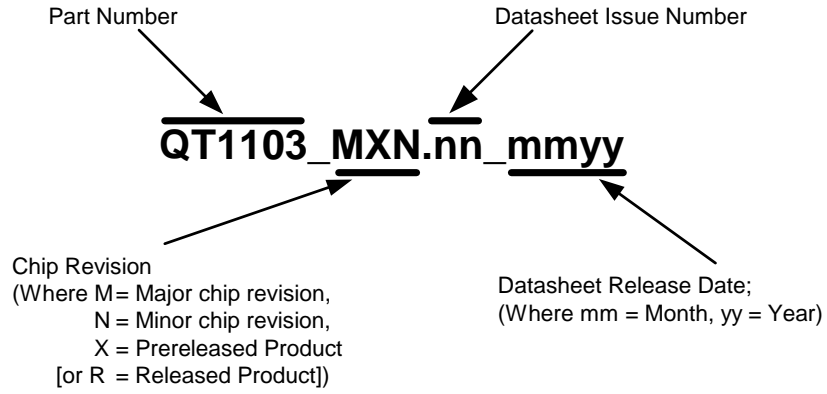 Part Number
Datasheet Issue Number
QT1103_MXN.nn_mmyy
Chip Revision
(Where M = Major chip revision,
N = Minor chip revision,
X = Prereleased Product
[or R = Released Product])
Datasheet Release Date;
(Where mm = Month, yy = Year)